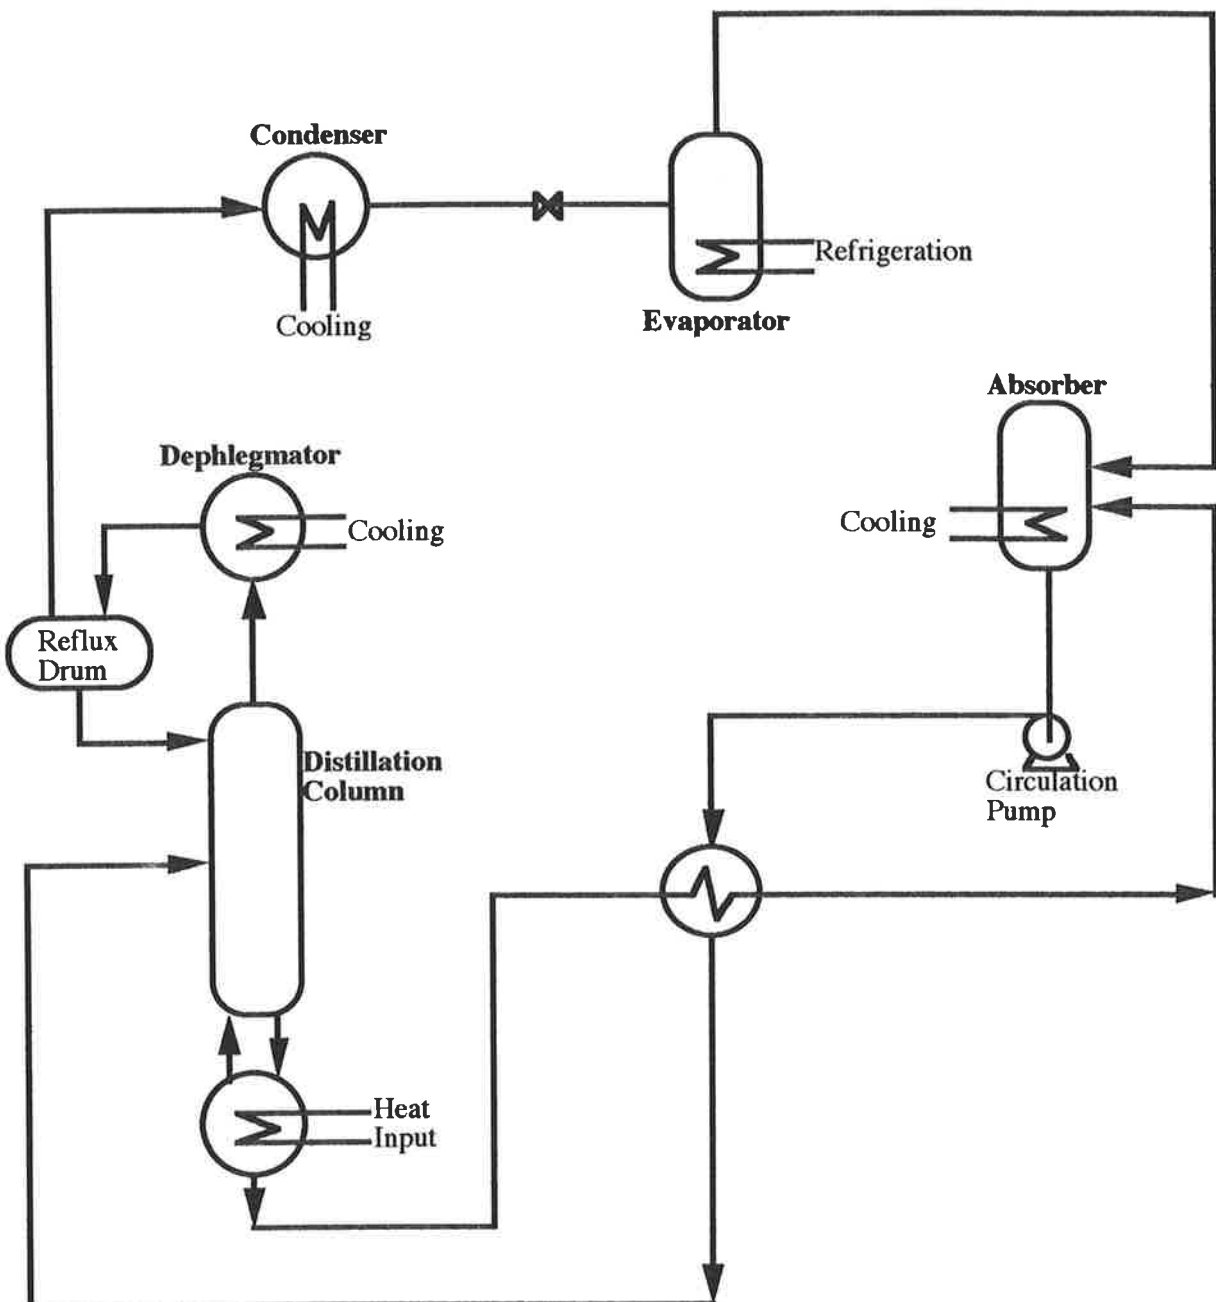 Condenser
Cooling
Refrigeration
Evaporator
Absorber
Dephlegmator
Cooling
Cooling
Reflux
Drum
Distillation
Column
Circulation
Pump
Heat
Input